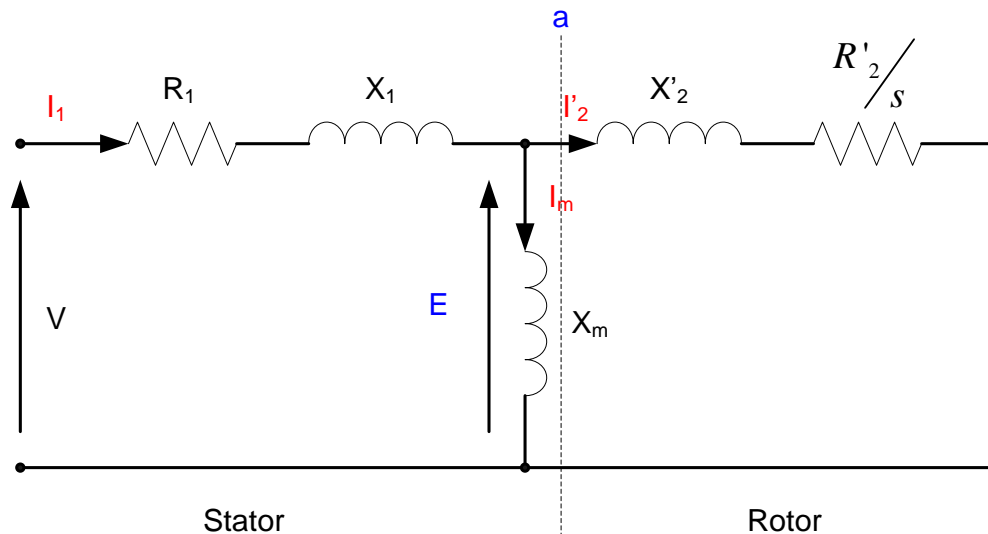 a
R'₂/s
R₁
X₁
X'₂
I₁
I'₂
Iₘ
V
E
Xₘ
Stator
Rotor